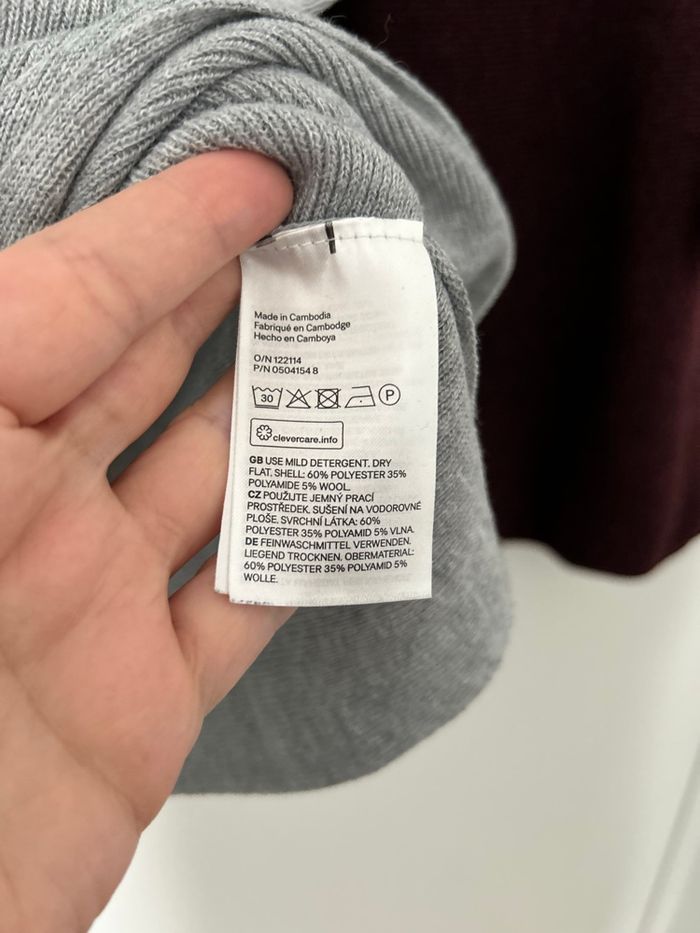 Made in Cambodia
Fabriqué en Cambodge
Hecho en Camboya
O/N 122114
P/N 0504154 8
30 P
clevercare.info
GB USE MILD DETERGENT. DRY
FLAT. SHELL: 60% POLYESTER 35%
POLYAMIDE 5% WOOL.
CZ POUŽIJTE JEMNÝ PRACÍ
PROSTŘEDEK. SUŠENÍ NA VODOROVNÉ
PLOŠE. SVRCHNÍ LÁTKA: 60%
POLYESTER 35% POLYAMID 5% VLNA.
DE FEINWASCHMITTEL VERWENDEN.
LIEGEND TROCKNEN. OBERMATERIAL:
60% POLYESTER 35% POLYAMID 5%
WOLLE.